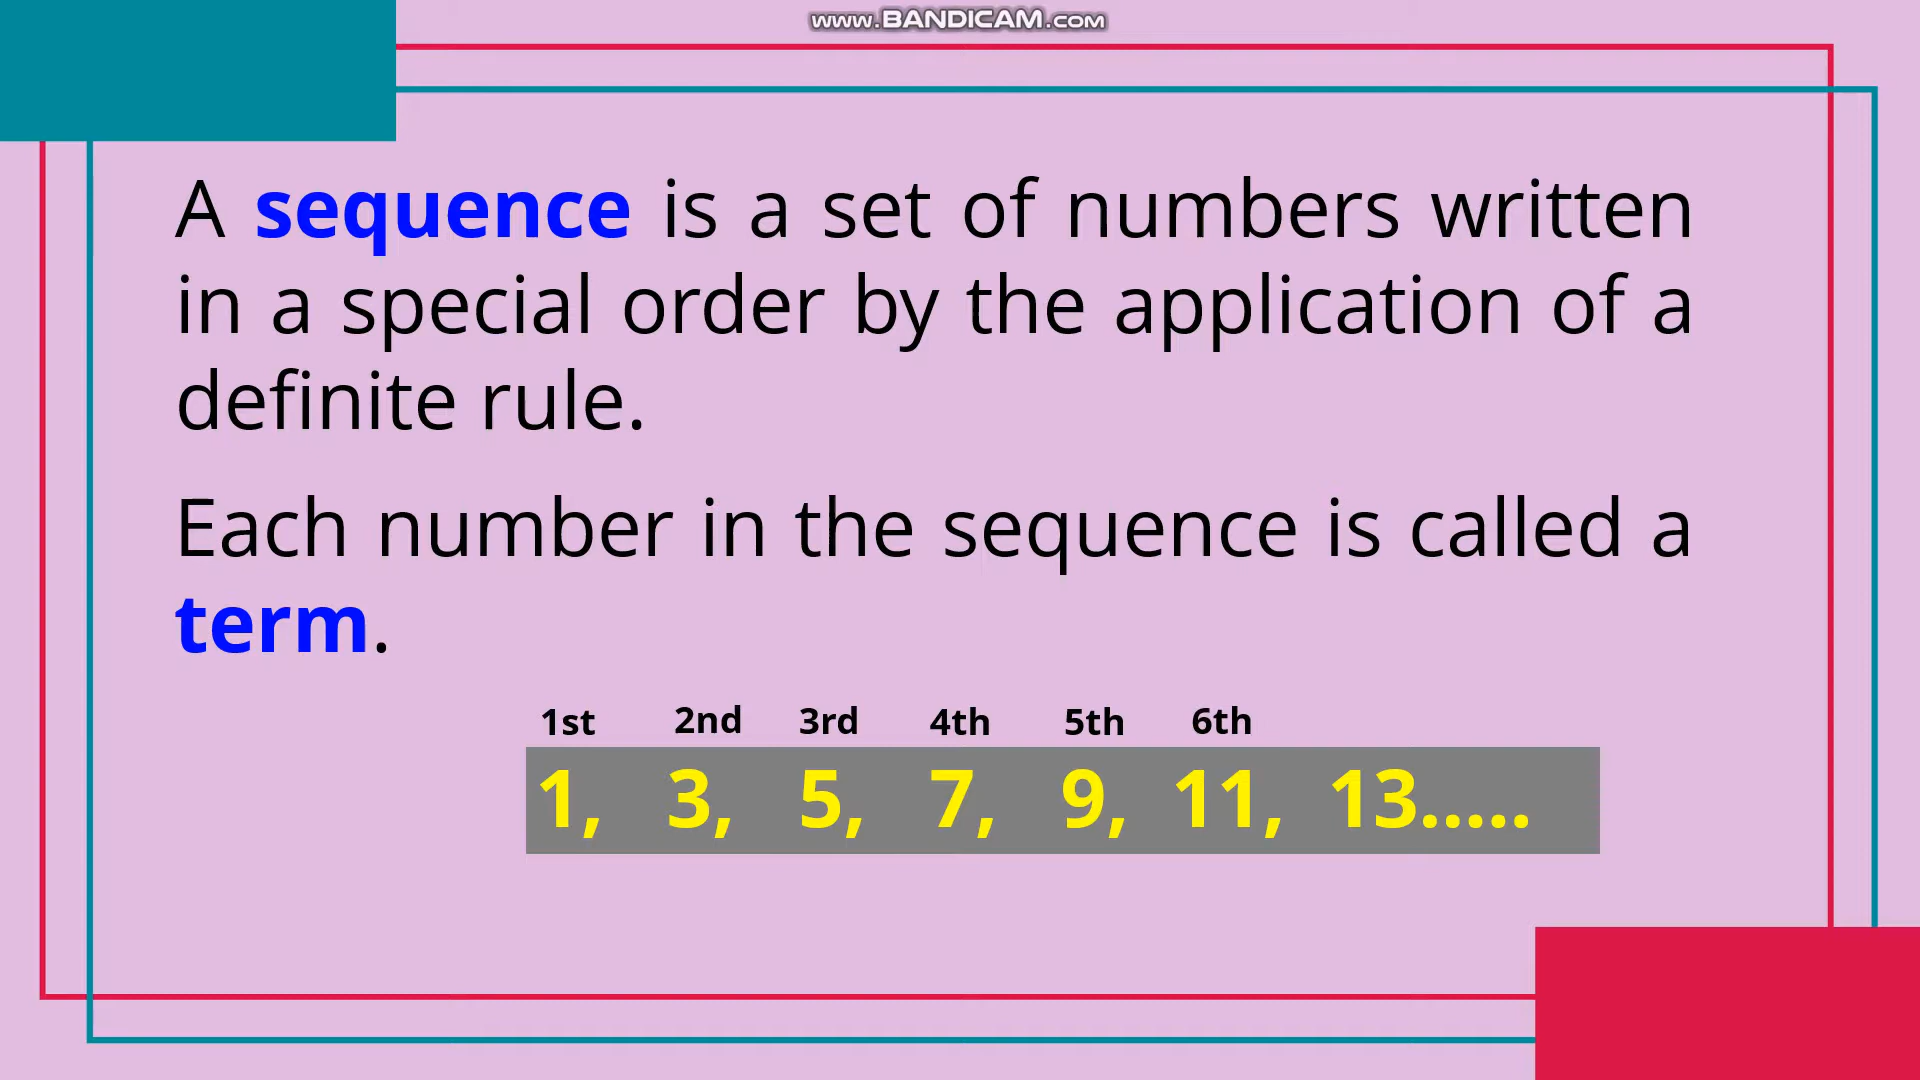 www.BANDICAM.com
A sequence is a set of numbers written
in a special order by the application of a
definite rule.
Each number in the sequence is called a
term.
1st 2nd 3rd 4th 5th 6th
1, 3, 5, 7, 9, 11, 13.....